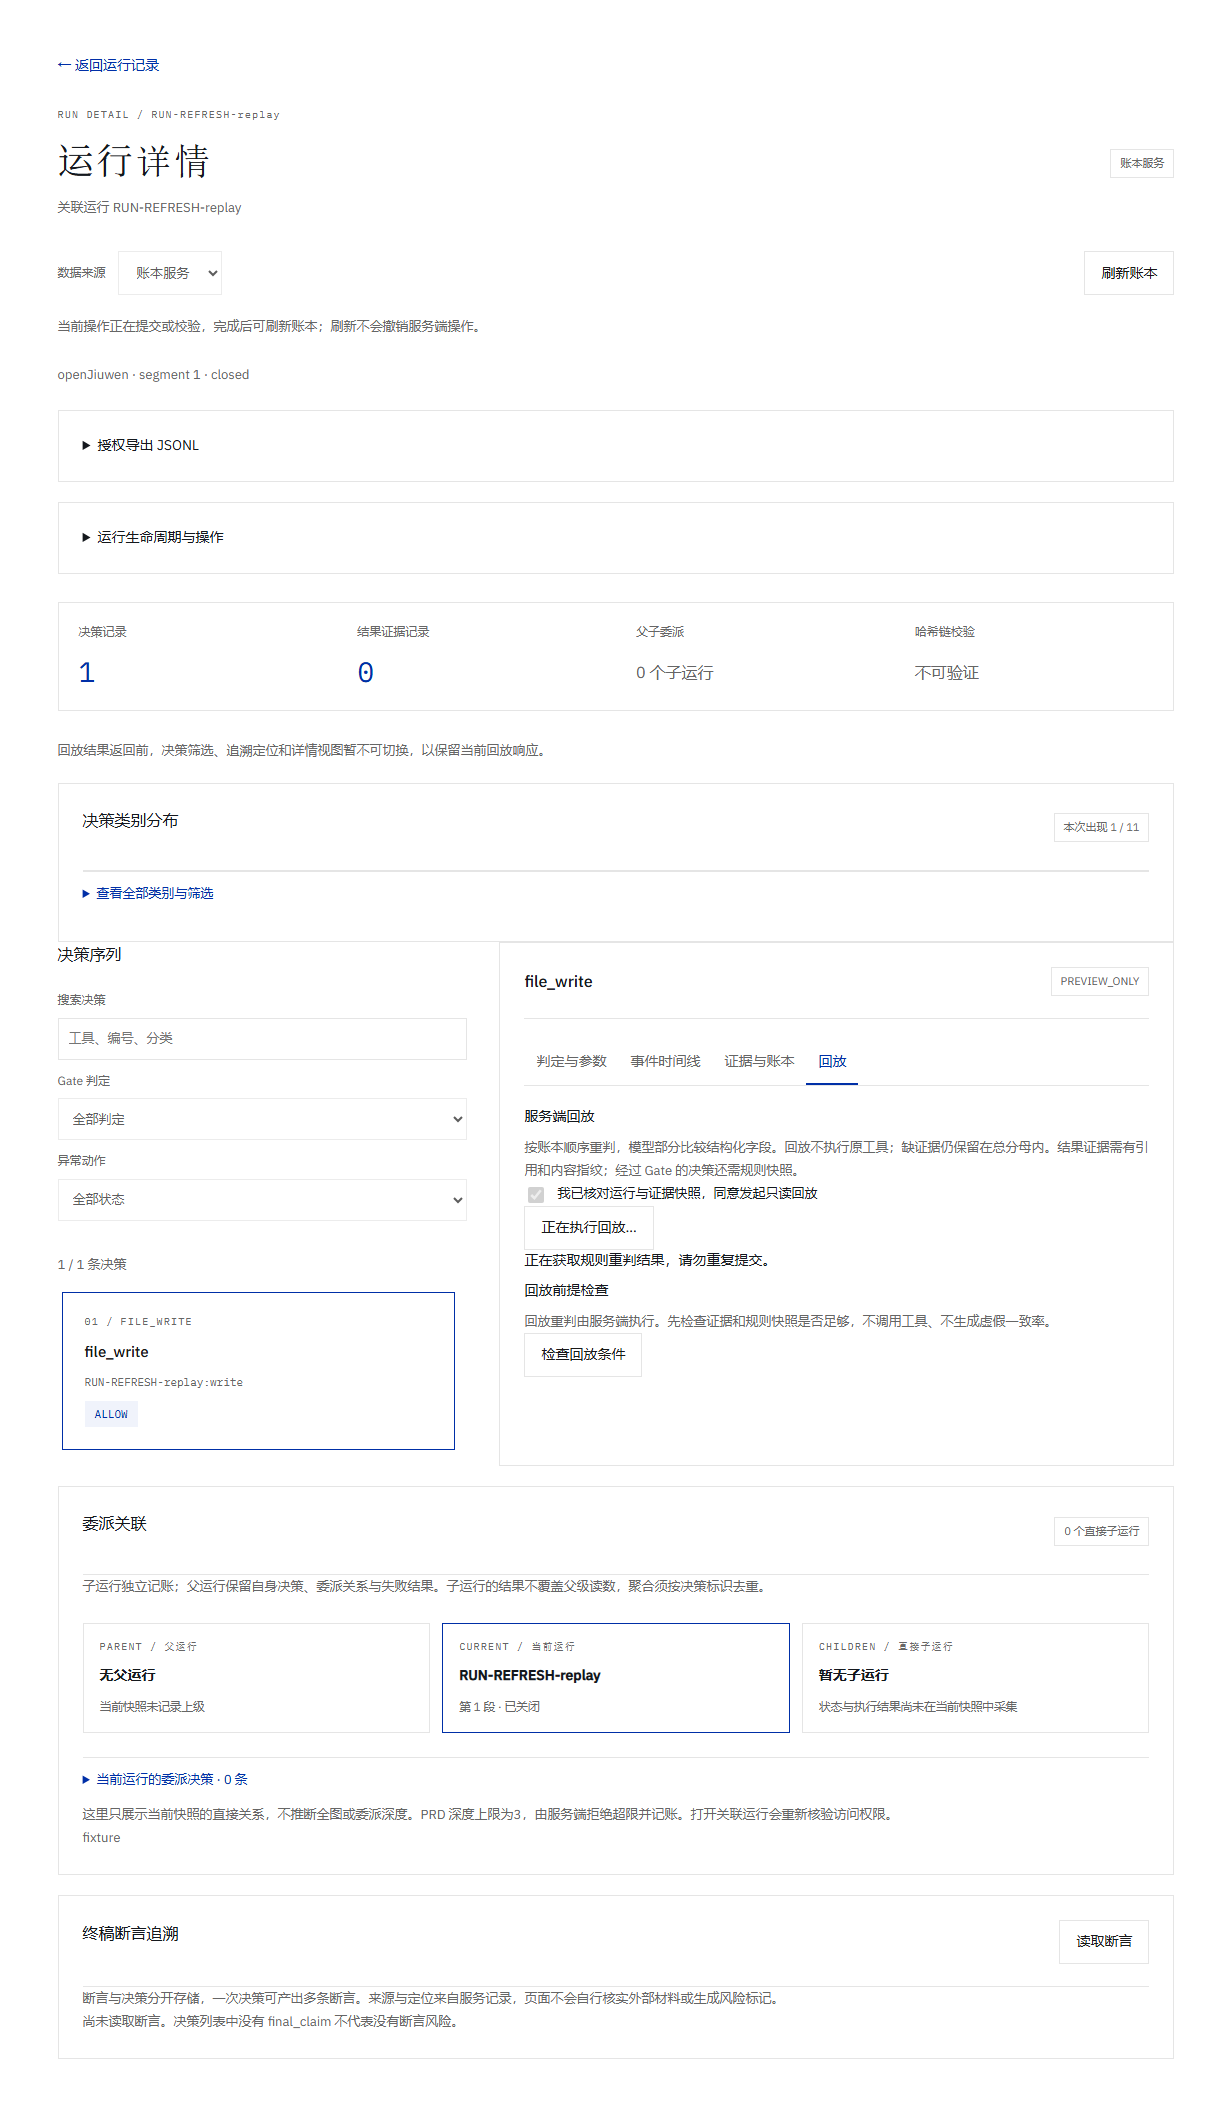 ← 返回运行记录
RUN DETAIL / RUN-REFRESH-replay
运行详情
账本服务
关联运行 RUN-REFRESH-replay
数据来源
账本服务
刷新账本
当前操作正在提交或校验，完成后可刷新账本；刷新不会撤销服务端操作。
openJiuwen · segment 1 · closed
▶ 授权导出 JSONL
▶ 运行生命周期与操作
决策记录
1
结果证据记录
0
父子委派
0 个子运行
哈希链校验
不可验证
回放结果返回前，决策筛选、追溯定位和详情视图暂不可切换，以保留当前回放响应。
决策类别分布
本次出现 1 / 11
▶ 查看全部类别与筛选
决策序列
搜索决策
工具、编号、分类
Gate 判定
全部判定
异常动作
全部状态
1 / 1 条决策
01 / FILE_WRITE
file_write
RUN-REFRESH-replay:write
ALLOW
file_write
PREVIEW_ONLY
判定与参数
事件时间线
证据与账本
回放
服务端回放
按账本顺序重判，模型部分比较结构化字段。回放不执行原工具；缺证据仍保留在总分母内。结果证据需有引
用和内容指纹；经过 Gate 的决策还需规则快照。
我已核对运行与证据快照，同意发起只读回放
正在执行回放...
正在获取规则重判结果，请勿重复提交。
回放前提检查
回放重判由服务端执行。先检查证据和规则快照是否足够，不调用工具、不生成虚假一致率。
检查回放条件
委派关联
0 个直接子运行
子运行独立记账；父运行保留自身决策、委派关系与失败结果。子运行的结果不覆盖父级读数，聚合须按决策标识去重。
PARENT / 父运行
无父运行
当前快照未记录上级
CURRENT / 当前运行
RUN-REFRESH-replay
第 1 段 · 已关闭
CHILDREN / 直接子运行
暂无子运行
状态与执行结果尚未在当前快照中采集
▶ 当前运行的委派决策 · 0 条
这里只展示当前快照的直接关系，不推断全图或委派深度。PRD 深度上限为3，由服务端拒绝超限并记账。打开关联运行会重新核验访问权限。
fixture
终稿断言追溯
读取断言
断言与决策分开存储，一次决策可产出多条断言。来源与定位来自服务记录，页面不会自行核实外部材料或生成风险标记。
尚未读取断言。决策列表中没有 final_claim 不代表没有断言风险。